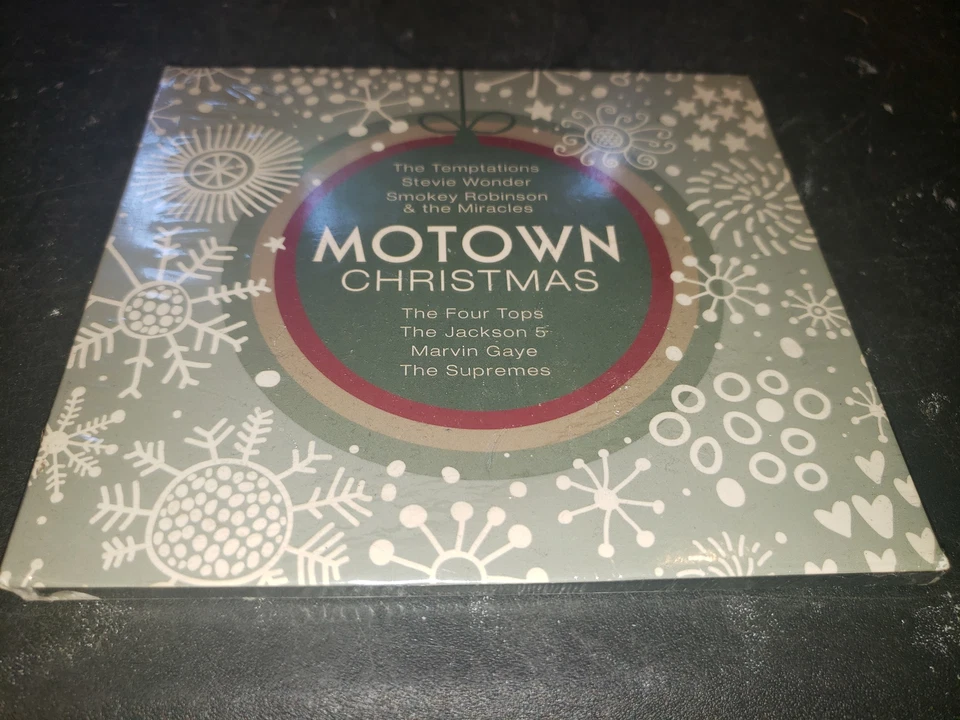 The Temptations
Stevie Wonder
Smokey Robinson
& the Miracles
MOTOWN
CHRISTMAS
The Four Tops
The Jackson 5
Marvin Gaye
The Supremes